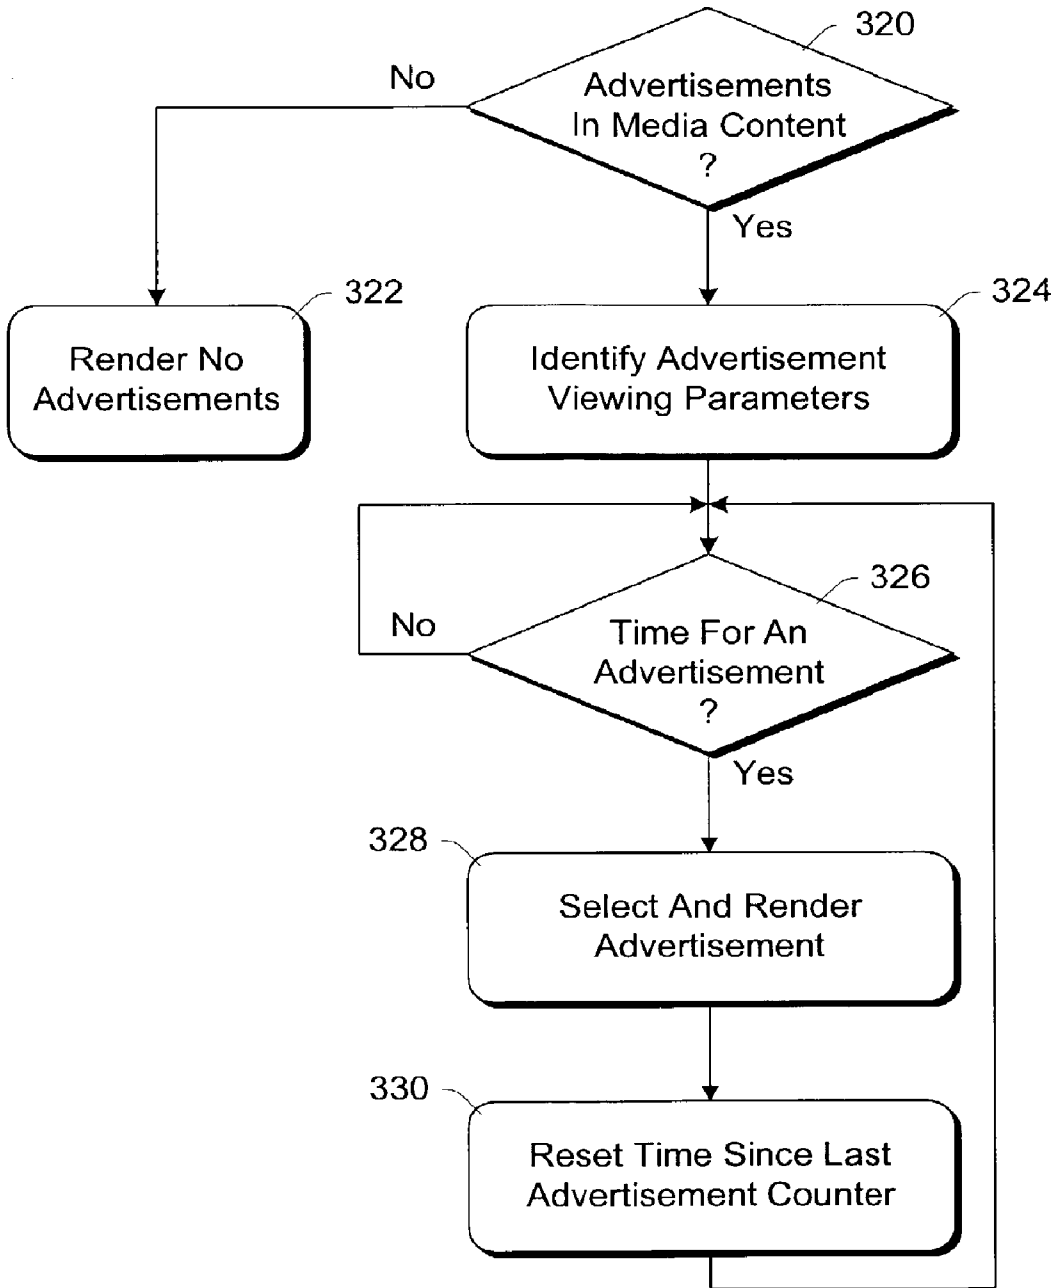 320
No
Advertisements
In Media Content
?
Yes
322
324
Render No
Advertisements
Identify Advertisement
Viewing Parameters
326
No
Time For An
Advertisement
?
Yes
328
Select And Render
Advertisement
330
Reset Time Since Last
Advertisement Counter